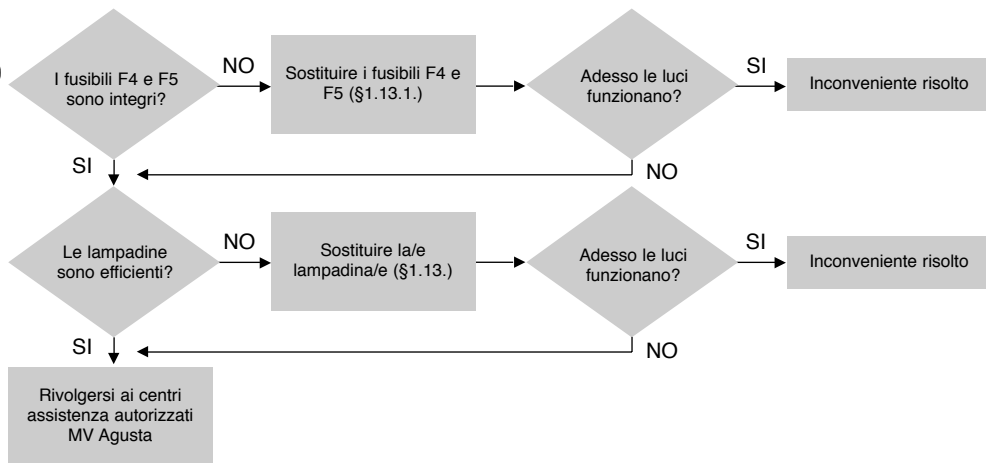 I fusibili F4 e F5
sono integri?
NO
Sostituire i fusibili F4 e
F5 (§1.13.1.)
Adesso le luci
funzionano?
SI
Inconveniente risolto
SI
NO
Le lampadine
sono efficienti?
NO
Sostituire la/e
lampadina/e (§1.13.)
Adesso le luci
funzionano?
SI
Inconveniente risolto
SI
NO
Rivolgersi ai centri
assistenza autorizzati
MV Agusta